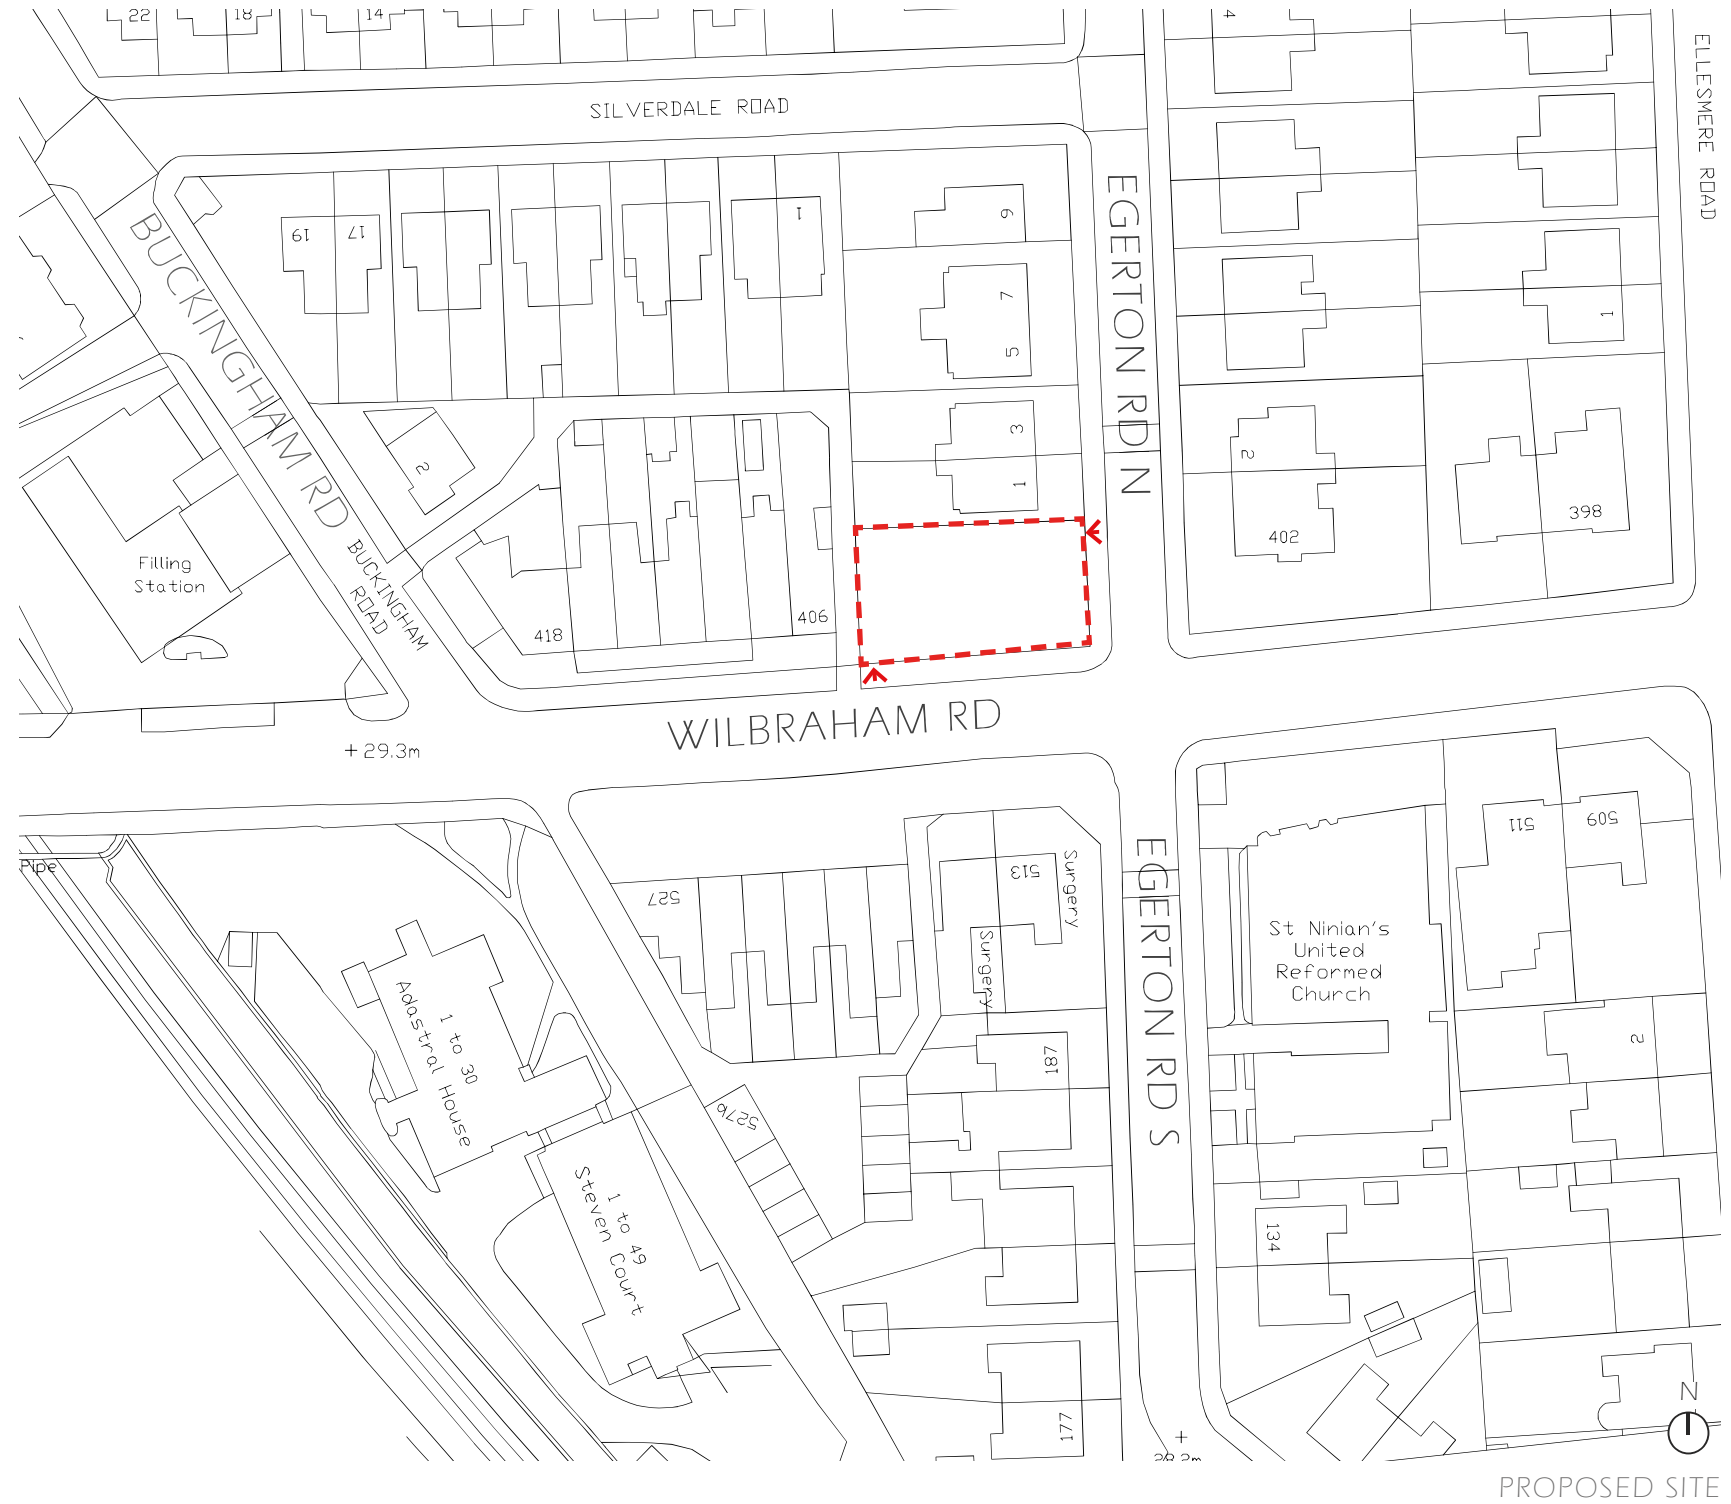 22
18
14
4
SILVERDALE ROAD
ELLESMERE ROAD
BUCKINGHAM RD
EGERTON RD N
19
17
1
9
7
5
3
1
1
2
2
402
398
Filling
Station
BUCKINGHAM
ROAD
418
406
WILBRAHAM RD
+ 29.3m
Pipe
527
513
Surgery
Surgery
511
509
EGERTON RD S
St Ninian's
United
Reformed
Church
1 to 30
Adastral House
187
2
527b
1 to 49
Steven Court
134
177
+
28.2m
N
PROPOSED SITE